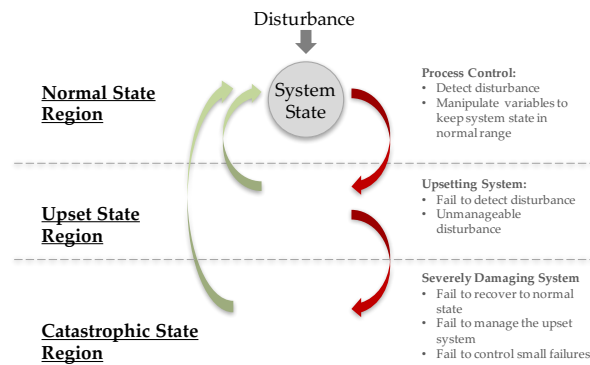 Disturbance
System
State
Normal State
Region
Process Control:
• Detect disturbance
• Manipulate variables to
keep system state in
normal range
Upset State
Region
Upsetting System:
• Fail to detect disturbance
• Unmanageable
disturbance
Catastrophic State
Region
Severely Damaging System
• Fail to recover to normal
state
• Fail to manage the upset
system
• Fail to control small failures